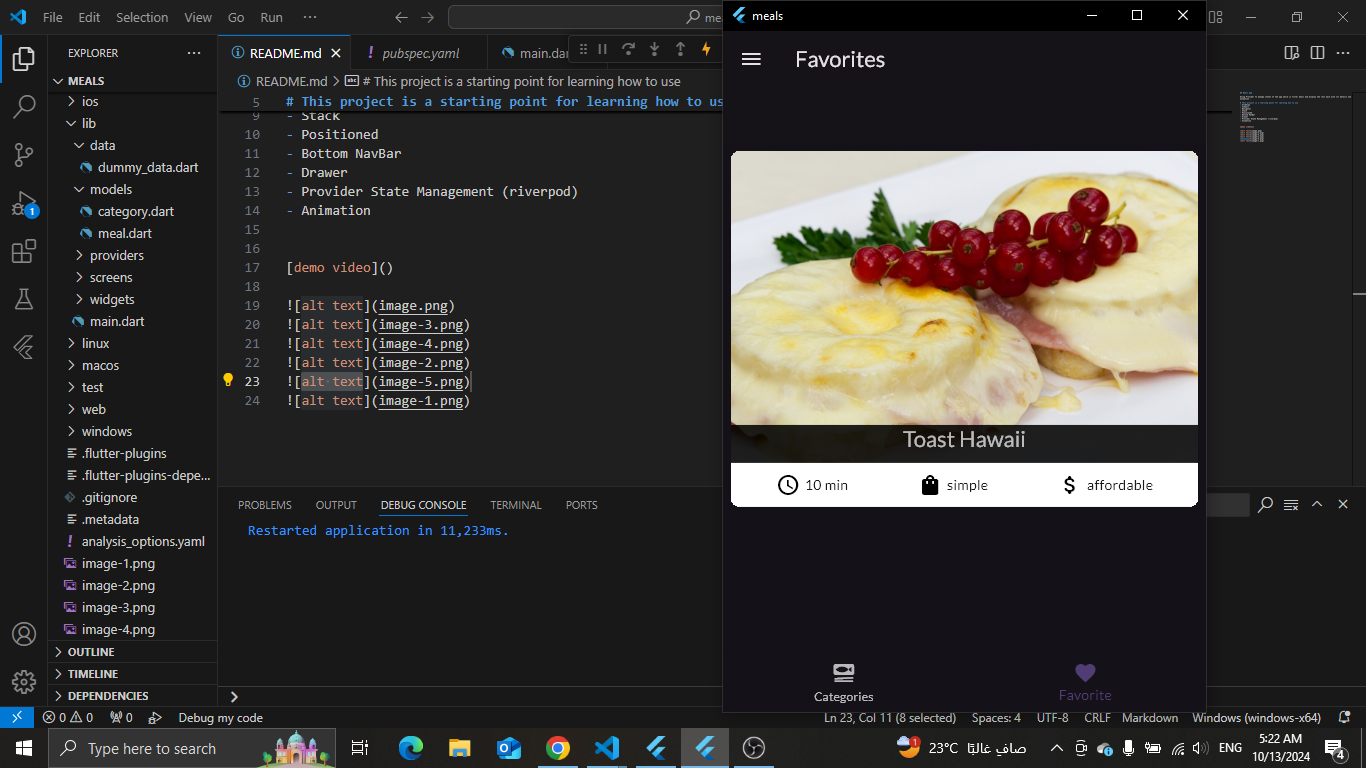 File Edit Selection View Go Run ···
me
meals
EXPLORER ···
MEALS
ios
lib
data
dummy_data.dart
models
category.dart
meal.dart
providers
screens
widgets
main.dart
linux
macos
test
web
windows
.flutter-plugins
.flutter-plugins-depe...
.gitignore
.metadata
analysis_options.yaml
image-1.png
image-2.png
image-3.png
image-4.png
OUTLINE
TIMELINE
DEPENDENCIES
1
README.md
pubspec.yaml
main.dar
README.md > # This project is a starting point for learning how to use
5 # This project is a starting point for learning how to us
9 - Stack
10 - Positioned
11 - Bottom NavBar
12 - Drawer
13 - Provider State Management (riverpod)
14 - Animation
15
16
17 [demo video]()
18
19 ![alt text](image.png)
20 ![alt text](image-3.png)
21 ![alt text](image-4.png)
22 ![alt text](image-2.png)
23 ![alt text](image-5.png)
24 ![alt text](image-1.png)
PROBLEMS OUTPUT DEBUG CONSOLE TERMINAL PORTS
Restarted application in 11,233ms.
Favorites
Toast Hawaii
10 min simple affordable
Categories Favorite
0 0 0 Debug my code
Ln 23, Col 11 (8 selected) Spaces: 4 UTF-8 CRLF Markdown Windows (windows-x64)
Type here to search
23°C صافٍ غالبًا
ENG
5:22 AM
10/13/2024
4